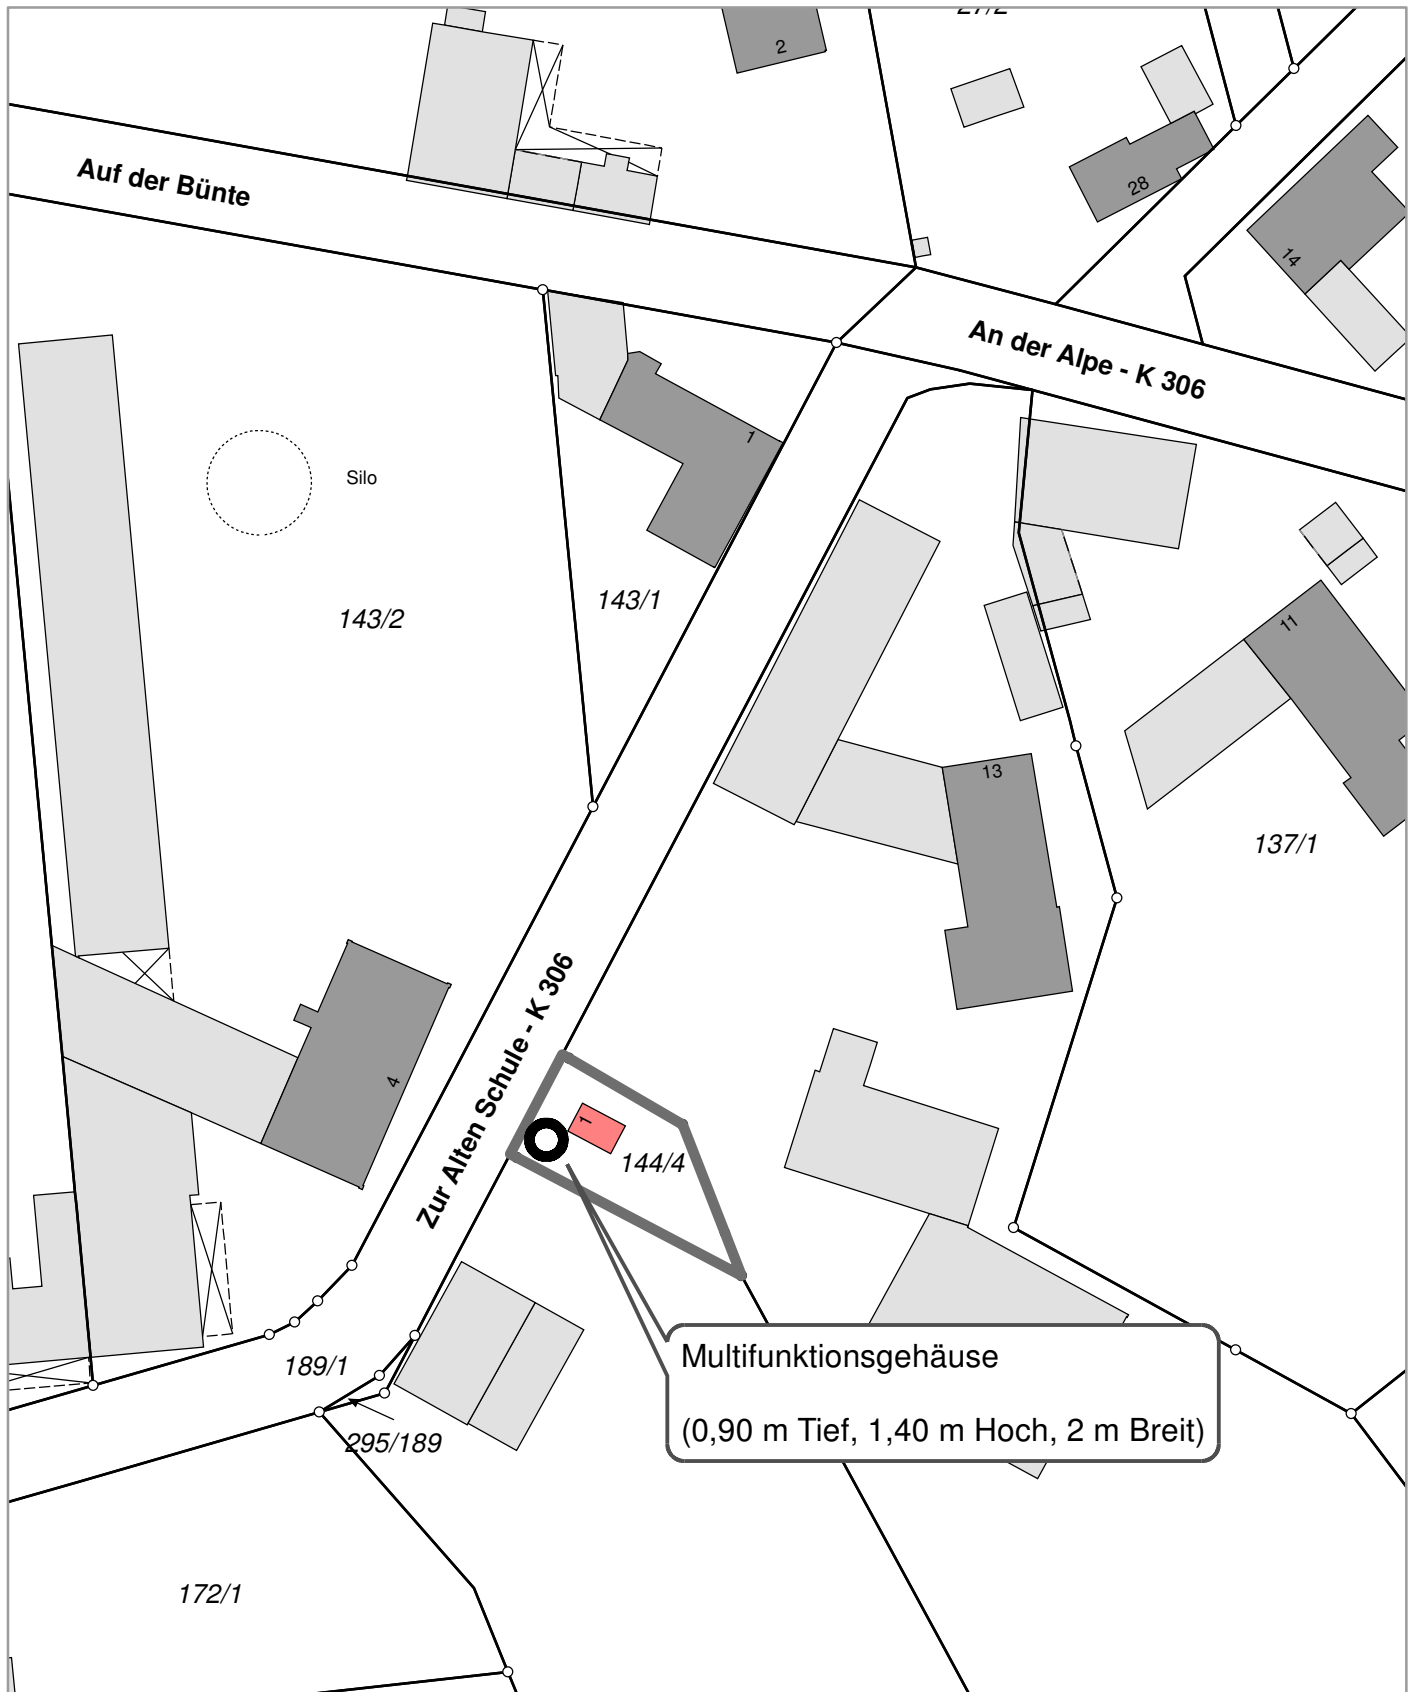 27/2
2
Auf der Bünte
28
14
An der Alpe - K 306
1
Silo
143/2
143/1
11
13
137/1
Zur Alten Schule - K 306
4
1
144/4
Multifunktionsgehäuse
(0,90 m Tief, 1,40 m Hoch, 2 m Breit)
189/1
295/189
172/1